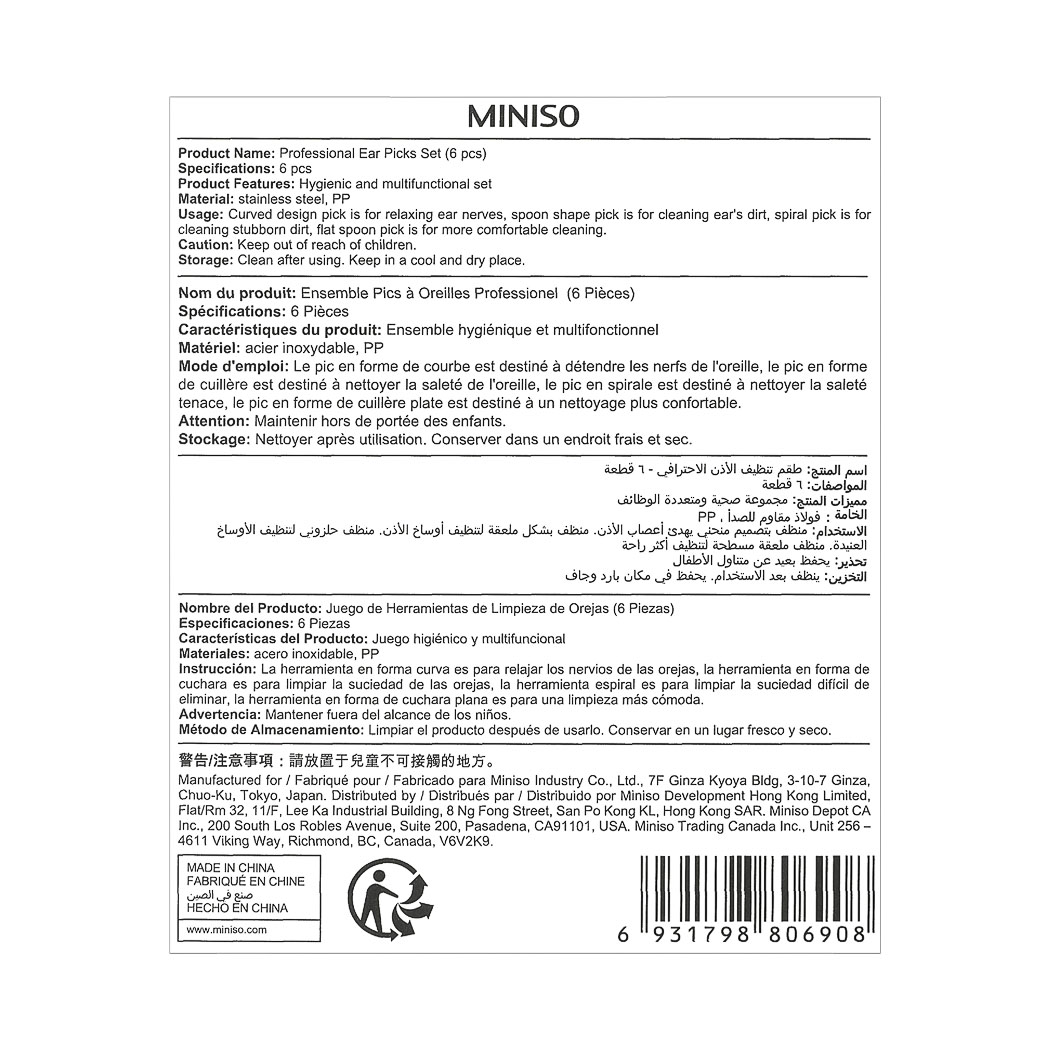 MINISO
Product Name: Professional Ear Picks Set (6 pcs)
Specifications: 6 pcs
Product Features: Hygienic and multifunctional set
Material: stainless steel, PP
Usage: Curved design pick is for relaxing ear nerves, spoon shape pick is for cleaning ear's dirt, spiral pick is for
cleaning stubborn dirt, flat spoon pick is for more comfortable cleaning.
Caution: Keep out of reach of children.
Storage: Clean after using. Keep in a cool and dry place.
Nom du produit: Ensemble Pics à Oreilles Professionel (6 Pièces)
Spécifications: 6 Pièces
Caractéristiques du produit: Ensemble hygiénique et multifonctionnel
Matériel: acier inoxydable, PP
Mode d'emploi: Le pic en forme de courbe est destiné à détendre les nerfs de l'oreille, le pic en forme
de cuillère est destiné à nettoyer la saleté de l'oreille, le pic en spirale est destiné à nettoyer la saleté
tenace, le pic en forme de cuillère plate est destiné à un nettoyage plus confortable.
Attention: Maintenir hors de portée des enfants.
Stockage: Nettoyer après utilisation. Conserver dans un endroit frais et sec.
اسم المنتج: طقم تنظيف الأذن الاحترافي - ٦ قطعة
المواصفات: ٦ قطعة
مميزات المنتج: مجموعة صحية ومتعددة الوظائف
الخامة : فولاذ مقاوم للصدأ ، PP
الاستخدام: منظف بتصميم منحني يهدئ أعصاب الأذن. منظف بشكل ملعقة لتنظيف أوساخ الأذن. منظف حلزوني لتنظيف الأوساخ
العنيدة. منظف ملعقة مسطحة لتنظيف أكثر راحة
تحذير: يحفظ بعيد عن متناول الأطفال
التخزين: ينظف بعد الاستخدام. يحفظ في مكان بارد وجاف
Nombre del Producto: Juego de Herramientas de Limpieza de Orejas (6 Piezas)
Especificaciones: 6 Piezas
Características del Producto: Juego higiénico y multifuncional
Materiales: acero inoxidable, PP
Instrucción: La herramienta en forma curva es para relajar los nervios de las orejas, la herramienta en forma de
cuchara es para limpiar la suciedad de las orejas, la herramienta espiral es para limpiar la suciedad difícil de
eliminar, la herramienta en forma de cuchara plana es para una limpieza más cómoda.
Advertencia: Mantener fuera del alcance de los niños.
Método de Almacenamiento: Limpiar el producto después de usarlo. Conservar en un lugar fresco y seco.
警告/注意事項：請放置于兒童不可接觸的地方。
Manufactured for / Fabriqué pour / Fabricado para Miniso Industry Co., Ltd., 7F Ginza Kyoya Bldg, 3-10-7 Ginza,
Chuo-Ku, Tokyo, Japan. Distributed by / Distribués par / Distribuido por Miniso Development Hong Kong Limited,
Flat/Rm 32, 11/F, Lee Ka Industrial Building, 8 Ng Fong Street, San Po Kong KL, Hong Kong SAR. Miniso Depot CA
Inc., 200 South Los Robles Avenue, Suite 200, Pasadena, CA91101, USA. Miniso Trading Canada Inc., Unit 256 –
4611 Viking Way, Richmond, BC, Canada, V6V2K9.
MADE IN CHINA
FABRIQUÉ EN CHINE
صنع في الصين
HECHO EN CHINA
www.miniso.com
6 931798 806908